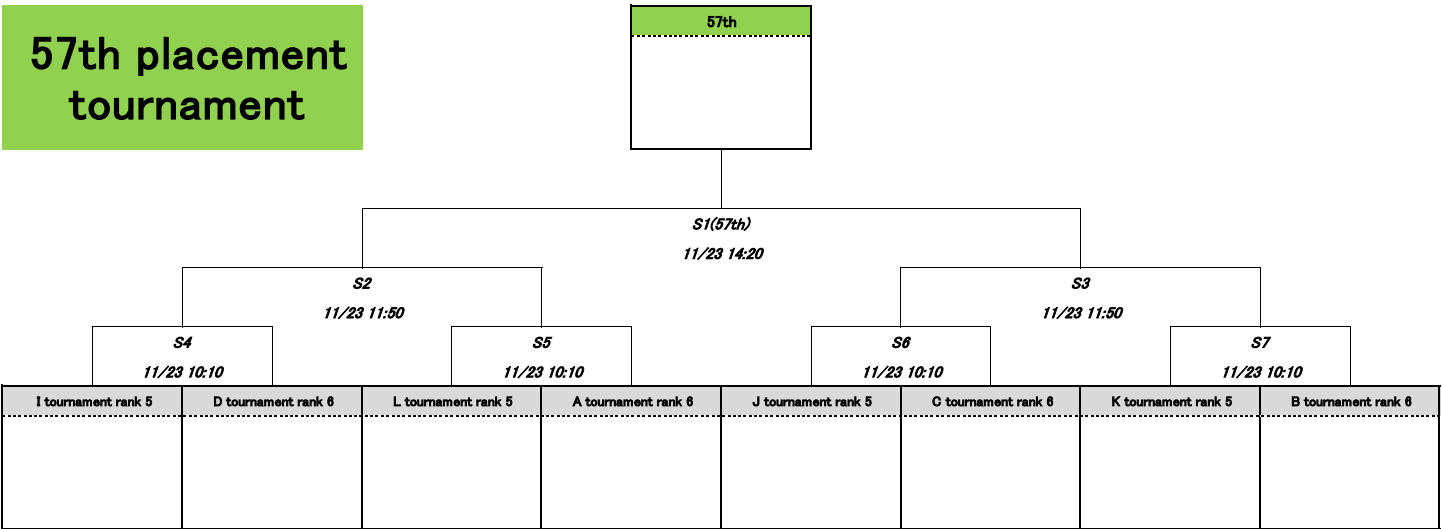 57th placement
tournament
57th
S1(57th)
11/23 14:20
S2
11/23 11:50
S3
11/23 11:50
S4
11/23 10:10
S5
11/23 10:10
S6
11/23 10:10
S7
11/23 10:10
I tournament rank 5
D tournament rank 6
L tournament rank 5
A tournament rank 6
J tournament rank 5
C tournament rank 6
K tournament rank 5
B tournament rank 6